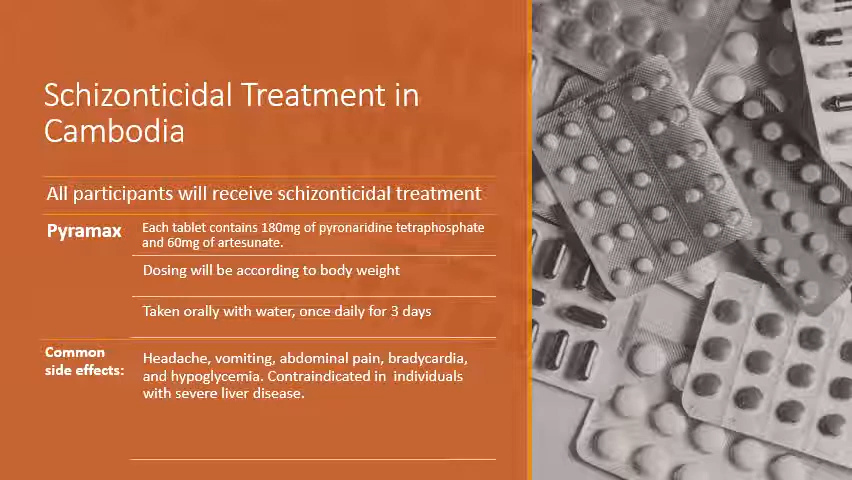 Schizonticidal Treatment in
Cambodia
All participants will receive schizonticidal treatment
Pyramax
Each tablet contains 180mg of pyronaridine tetraphosphate
and 60mg of artesunate.
Dosing will be according to body weight
Taken orally with water, once daily for 3 days
Common
side effects:
Headache, vomiting, abdominal pain, bradycardia,
and hypoglycemia. Contraindicated in individuals
with severe liver disease.